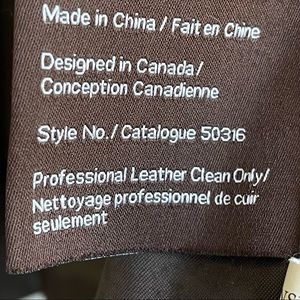 Made in China / Fait en Chine
Designed in Canada /
Conception Canadienne
Style No./ Catalogue 50316
Professional Leather Clean Only/
Nettoyage professionnel de cuir
seulement